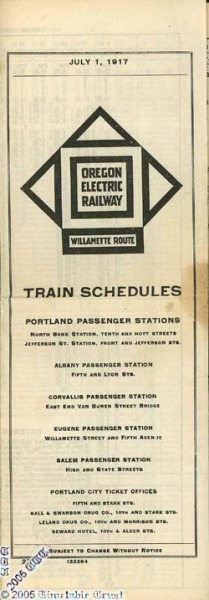 JULY 1, 1917
OREGON
ELECTRIC
RAILWAY
WILLAMETTE ROUTE
TRAIN SCHEDULES
PORTLAND PASSENGER STATIONS
NORTH BANK STATION, TENTH AND HOYT STREETS
JEFFERSON ST. STATION, FRONT AND JEFFERSON STS.
ALBANY PASSENGER STATION
FIFTH AND LYON STS.
CORVALLIS PASSENGER STATION
EAST END VAN BUREN STREET BRIDGE
EUGENE PASSENGER STATION
WILLAMETTE STREET AND FIFTH AVENUE
SALEM PASSENGER STATION
HIGH AND STATE STREETS
PORTLAND CITY TICKET OFFICES
FIFTH AND STARK STS.
BALL & SWANSON DRUG CO., 10TH AND STARK STS.
LELAND DRUG CO., 10TH AND MORRISON STS.
SEWARD HOTEL, 10TH & ALDER STS.
SUBJECT TO CHANGE WITHOUT NOTICE
© 2005 Timetable Trust